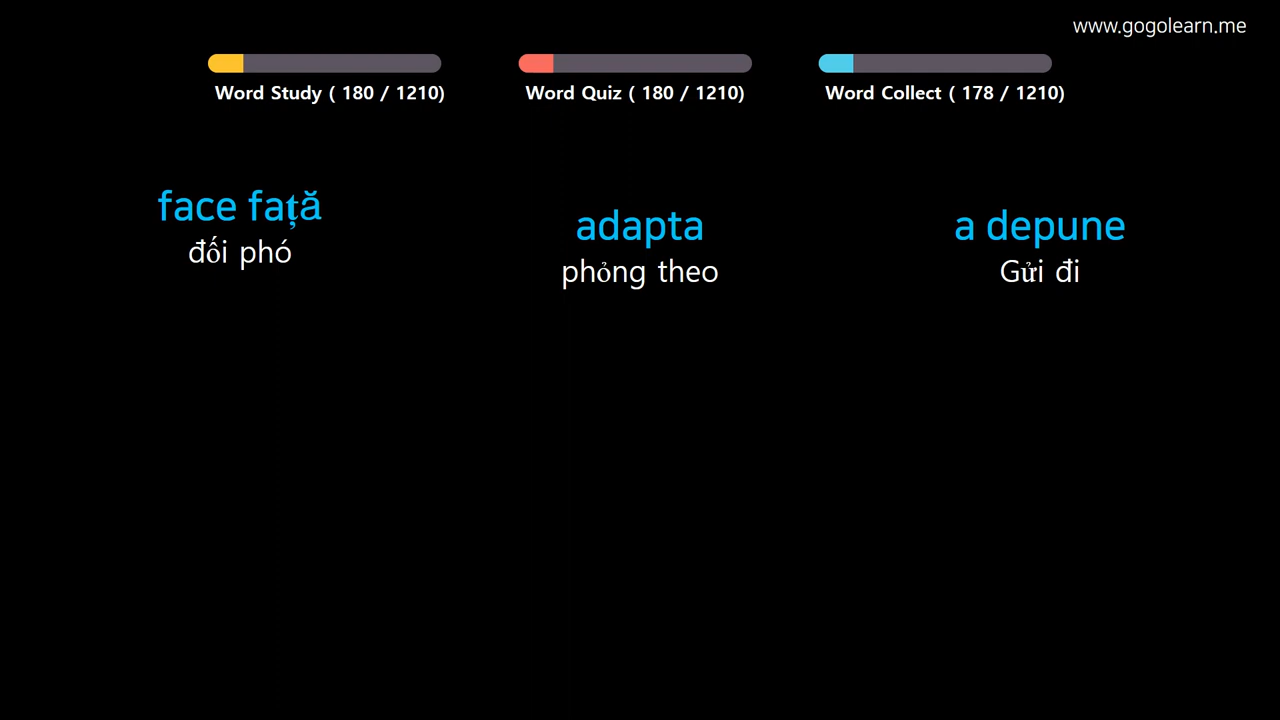 www.gogolearn.me
Word Study ( 180 / 1210)
Word Quiz ( 180 / 1210)
Word Collect ( 178 / 1210)
face față
đối phó
adapta
phỏng theo
a depune
Gửi đi